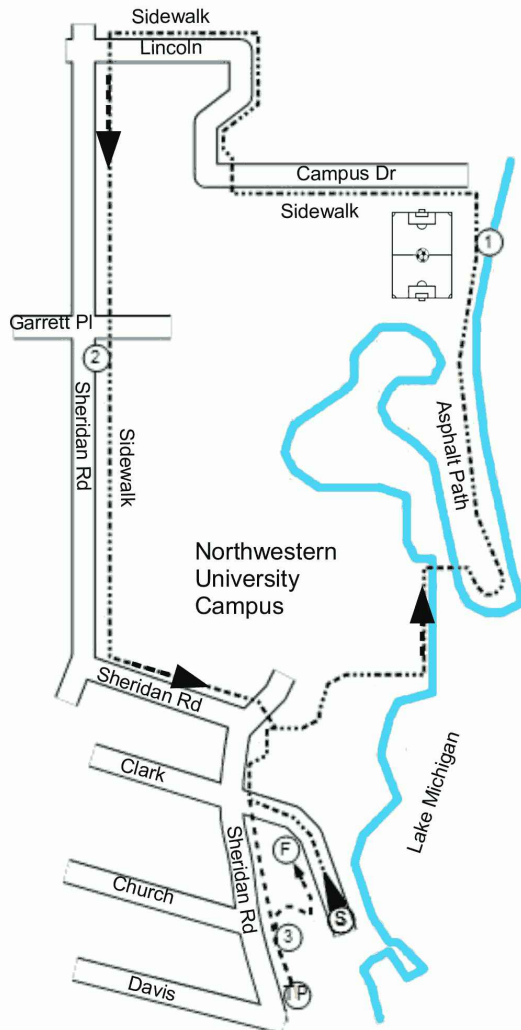 Sidewalk
Lincoln
Campus Dr
Sidewalk
1
Garrett Pl
2
Sheridan Rd
Sidewalk
Asphalt Path
Northwestern
University
Campus
Sheridan Rd
Clark
Lake Michigan
Sheridan Rd
F
Church
S
3
Davis
TP